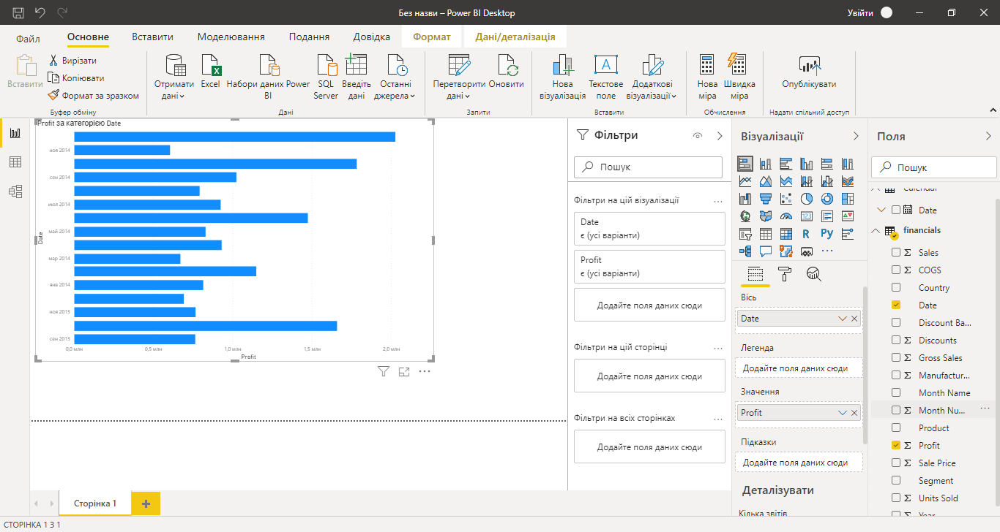 Без назви – Power BI Desktop
Увійти
Файл
Основне
Вставити
Моделювання
Подання
Довідка
Формат
Дані/деталізація
Вставити
Вирізати
Копіювати
Формат за зразком
Буфер обміну
Отримати дані
Excel
Набори даних Power BI
SQL Server
Введіть дані
Останні джерела
Дані
Перетворити дані
Оновити
Запити
Нова візуалізація
Текстове поле
Додаткові візуалізації
Вставити
Нова міра
Швидка міра
Обчислення
Опублікувати
Надати спільний доступ
Profit за категорією Date
ноя 2014
сен 2014
июл 2014
май 2014
мар 2014
янв 2014
ноя 2013
сен 2013
Date
0,0 млн
0,5 млн
1,0 млн
1,5 млн
2,0 млн
Profit
Фільтри
Пошук
Фільтри на цій візуалізації
Date
є (усі варіанти)
Profit
є (усі варіанти)
Додайте поля даних сюди
Фільтри на цій сторінці
Додайте поля даних сюди
Фільтри на всіх сторінках
Додайте поля даних сюди
Візуалізації
123
R
Py
Вісь
Date
Легенда
Додайте поля даних сюди
Значення
Profit
Підказки
Додайте поля даних сюди
Деталізувати
Кілька звітів
Поля
Пошук
Calendar
Date
financials
Sales
COGS
Country
Date
Discount Ba...
Discounts
Gross Sales
Manufactur...
Month Name
Month Nu...
Product
Profit
Sale Price
Segment
Units Sold
Year
Сторінка 1
СТОРІНКА 1 З 1